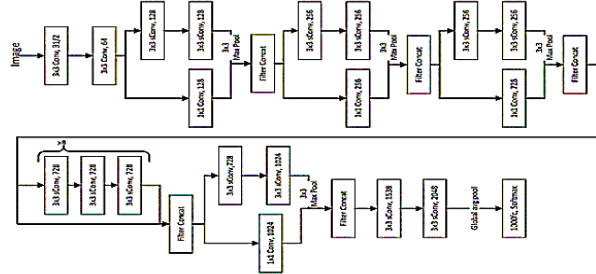 Image
3x3 Conv, 31/2
3x3 Conv, 64
3x3 sConv, 128
3x3 sConv, 128
1x1 Conv, 128
3x3
Max Pool
Filter Concat
3x3 sConv, 256
3x3 sConv, 256
1x1 Conv, 256
3x3
Max Pool
Filter Concat
3x3 sConv, 256
3x3 sConv, 256
1x1 Conv, 728
3x3
Max Pool
Filter Concat
3x3 sConv, 728
3x3 sConv, 728
3x3 sConv, 728
Filter Concat
3x3 sConv, 728
3x3 sConv, 1024
1x1 Conv, 1024
3x3
Max Pool
Filter Concat
3x3 sConv, 1538
3x3 sConv, 2048
Global avg pool
1000fc, Softmax